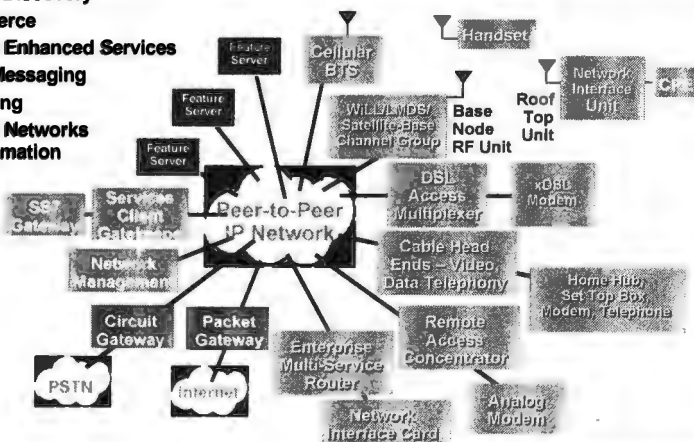 erce
Enhanced Services
Messaging
ng
Networks
mation
Feature
Server
Feature
Server
Feature
Server
Cellular
BTS
Handset
WiLL/LMDS/
Satellite-Base
Channel Group
Base
Node
RF Unit
Roof
Top
Unit
Network
Interface
Unit
Services
Client
Gateway
Peer-to-Peer
IP Network
DSL
Access
Multiplexer
xDSL
Modem
Network
Management
Cable Head
Ends – Video,
Data Telephony
Home Hub,
Set Top Box,
Modem, Telephone
Circuit
Gateway
Packet
Gateway
Enterprise
Multi-Service
Router
Remote
Access
Concentrator
PSTN
Internet
Network
Interface Card
Analog
Modem